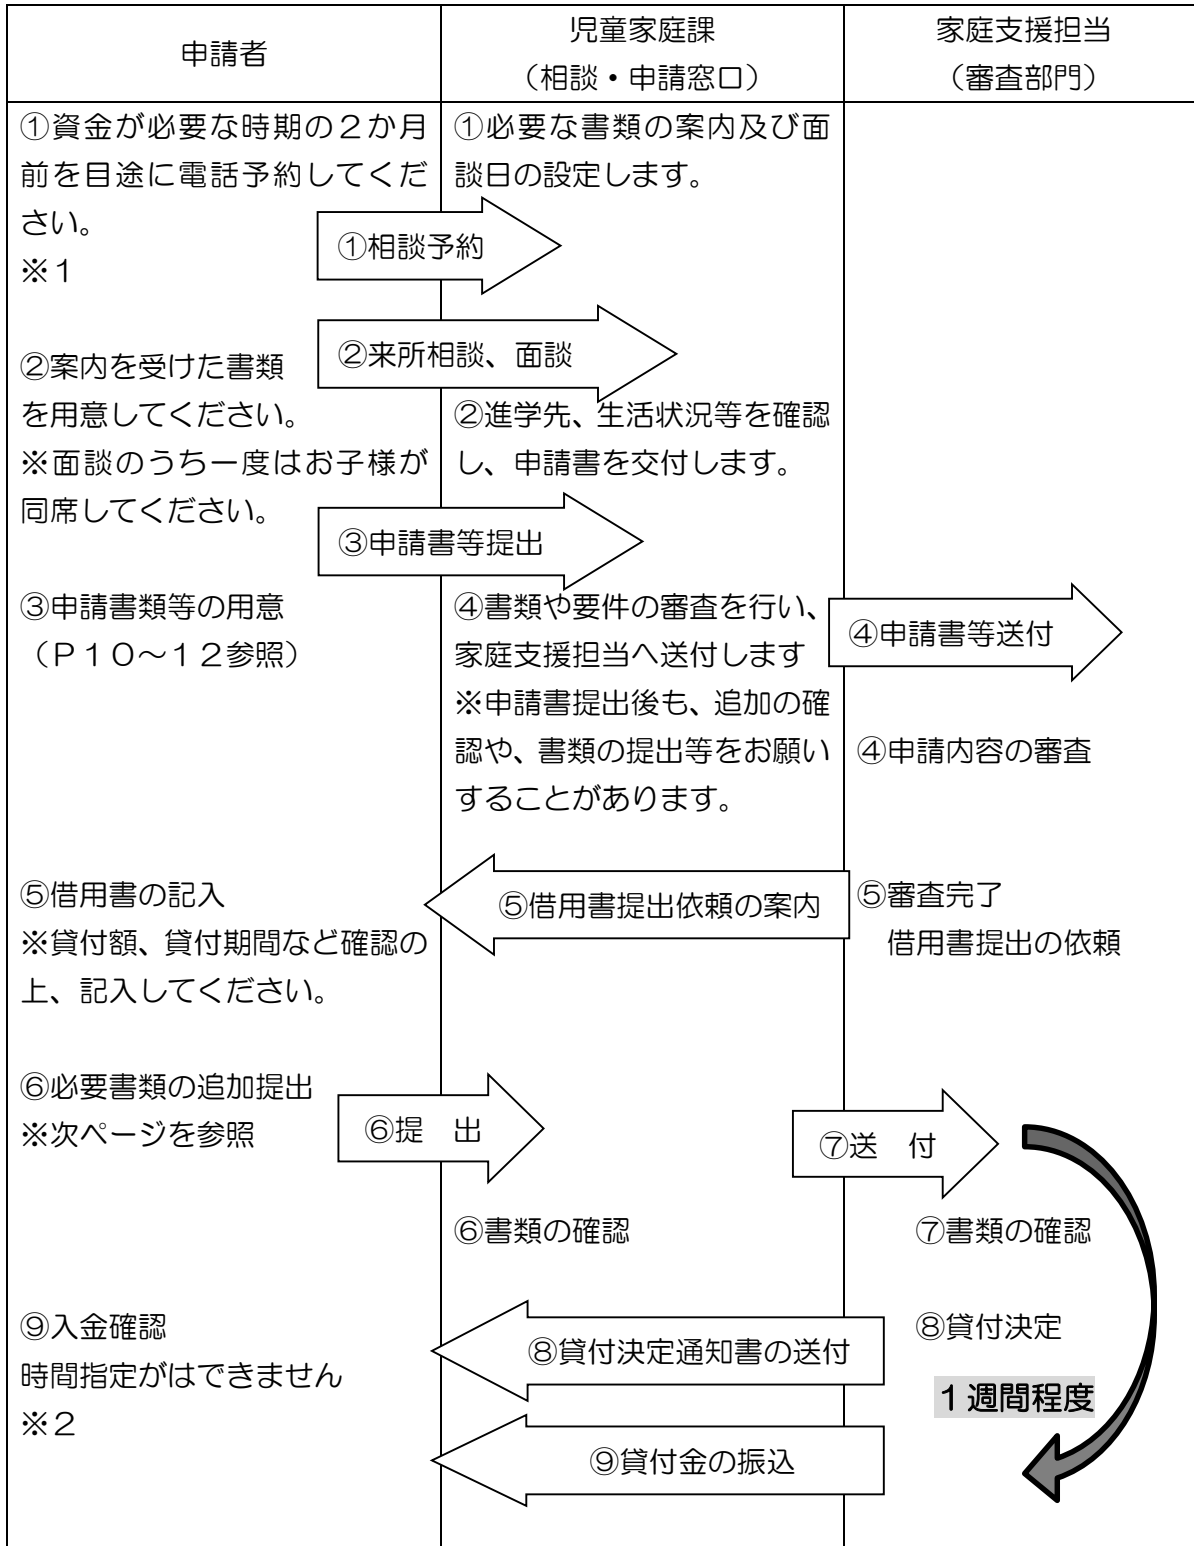 申請者
児童家庭課
（相談・申請窓口）
家庭支援担当
（審査部門）
①資金が必要な時期の２か月
前を目途に電話予約してくだ
さい。
※１
①必要な書類の案内及び面
談日の設定します。
①相談予約
②来所相談、面談
②案内を受けた書類
を用意してください。
※面談のうち一度はお子様が
同席してください。
②進学先、生活状況等を確認
し、申請書を交付します。
③申請書等提出
③申請書類等の用意
（Ｐ１０～１２参照）
④書類や要件の審査を行い、
家庭支援担当へ送付します
※申請書提出後も、追加の確
認や、書類の提出等をお願い
することがあります。
④申請書等送付
④申請内容の審査
⑤借用書の記入
※貸付額、貸付期間など確認の
上、記入してください。
⑤借用書提出依頼の案内
⑤審査完了
借用書提出の依頼
⑥必要書類の追加提出
※次ページを参照
⑥提　出
⑦送　付
⑥書類の確認
⑦書類の確認
⑨入金確認
時間指定がはできません
※２
⑧貸付決定通知書の送付
⑧貸付決定
１週間程度
⑨貸付金の振込